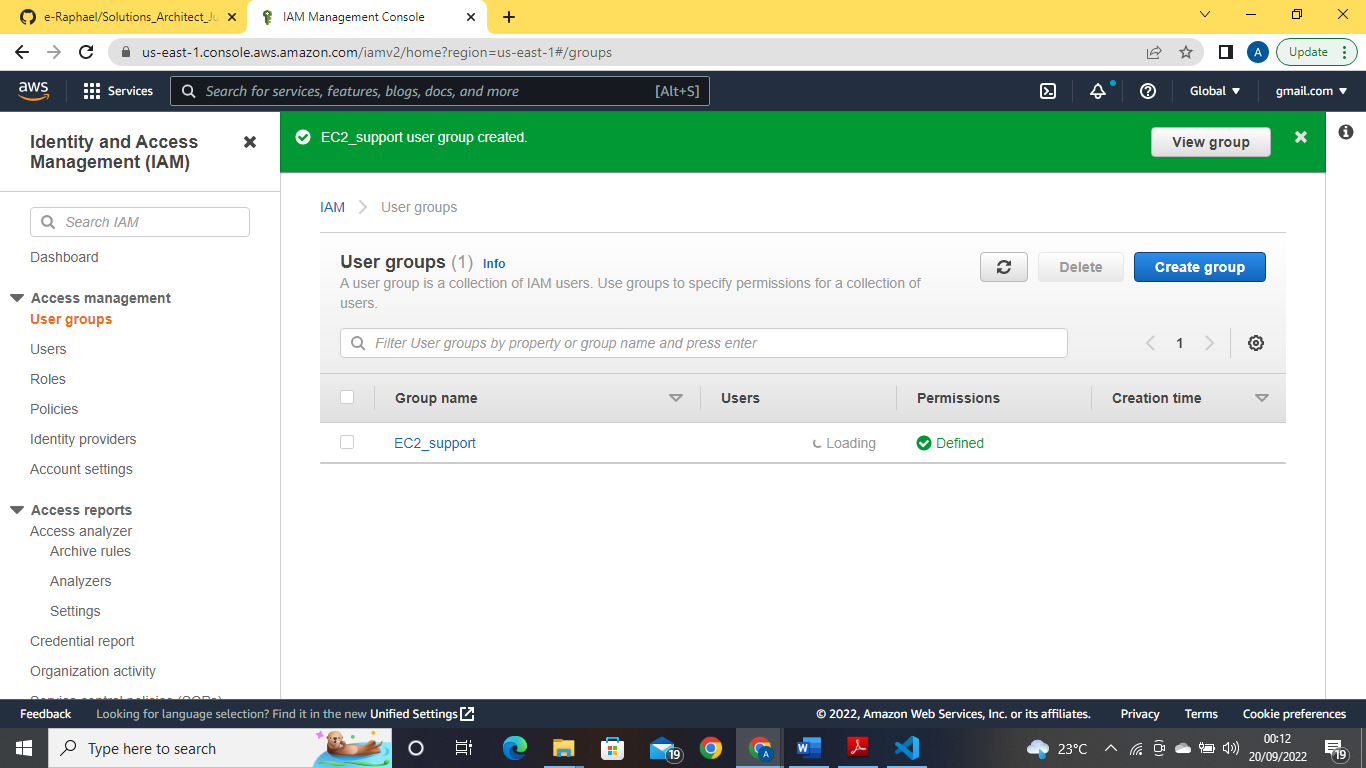 e-Raphael/Solutions_Architect_Ju
IAM Management Console
us-east-1.console.aws.amazon.com/iamv2/home?region=us-east-1#/groups
A
Update
aws
Services
Search for services, features, blogs, docs, and more
[Alt+S]
Global
gmail.com
Identity and Access
Management (IAM)
Search IAM
Dashboard
Access management
User groups
Users
Roles
Policies
Identity providers
Account settings
Access reports
Access analyzer
Archive rules
Analyzers
Settings
Credential report
Organization activity
Service control policies (SCPs)
EC2_support user group created.
View group
IAM
User groups
User groups (1) Info
A user group is a collection of IAM users. Use groups to specify permissions for a collection of
users.
Delete
Create group
Filter User groups by property or group name and press enter
1
Group name
Users
Permissions
Creation time
EC2_support
Loading
Defined
Feedback
Looking for language selection? Find it in the new Unified Settings
© 2022, Amazon Web Services, Inc. or its affiliates.
Privacy
Terms
Cookie preferences
Type here to search
19
A
W
23°C
00:12
20/09/2022
19